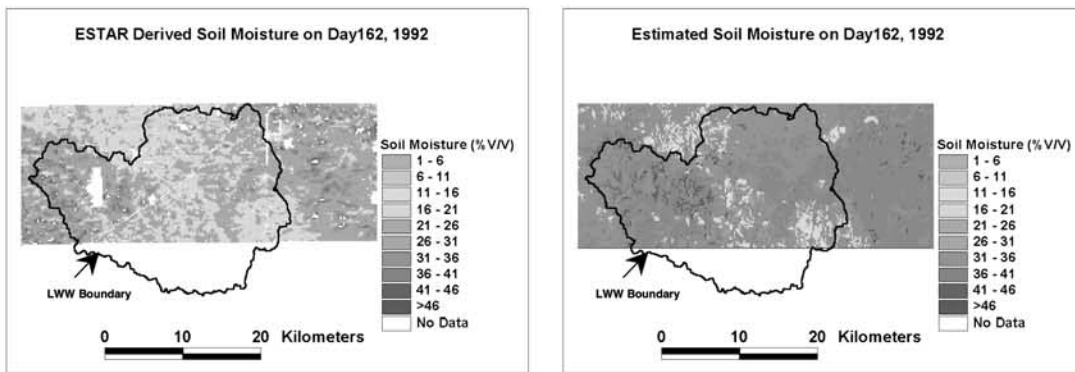 ESTAR Derived Soil Moisture on Day162, 1992
Soil Moisture (% V/V)
1 - 6
6 - 11
11 - 16
16 - 21
21 - 26
26 - 31
31 - 36
36 - 41
41 - 46
>46
No Data
LWW Boundary
0 10 20 Kilometers
Estimated Soil Moisture on Day162, 1992
Soil Moisture (% V/V)
1 - 6
6 - 11
11 - 16
16 - 21
21 - 26
26 - 31
31 - 36
36 - 41
41 - 46
>46
No Data
LWW Boundary
0 10 20 Kilometers